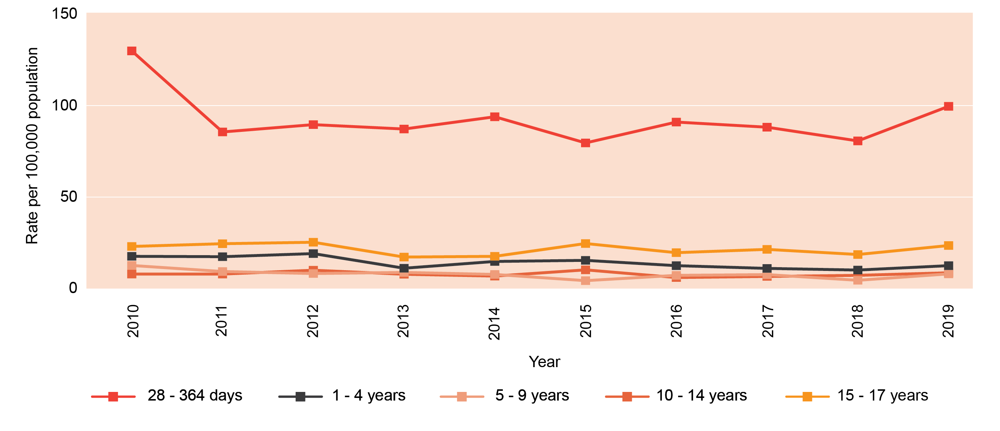 150
100
50
0
Rate per 100,000 population
2010
2011
2012
2013
2014
2015
2016
2017
2018
2019
Year
28 - 364 days
1 - 4 years
5 - 9 years
10 - 14 years
15 - 17 years